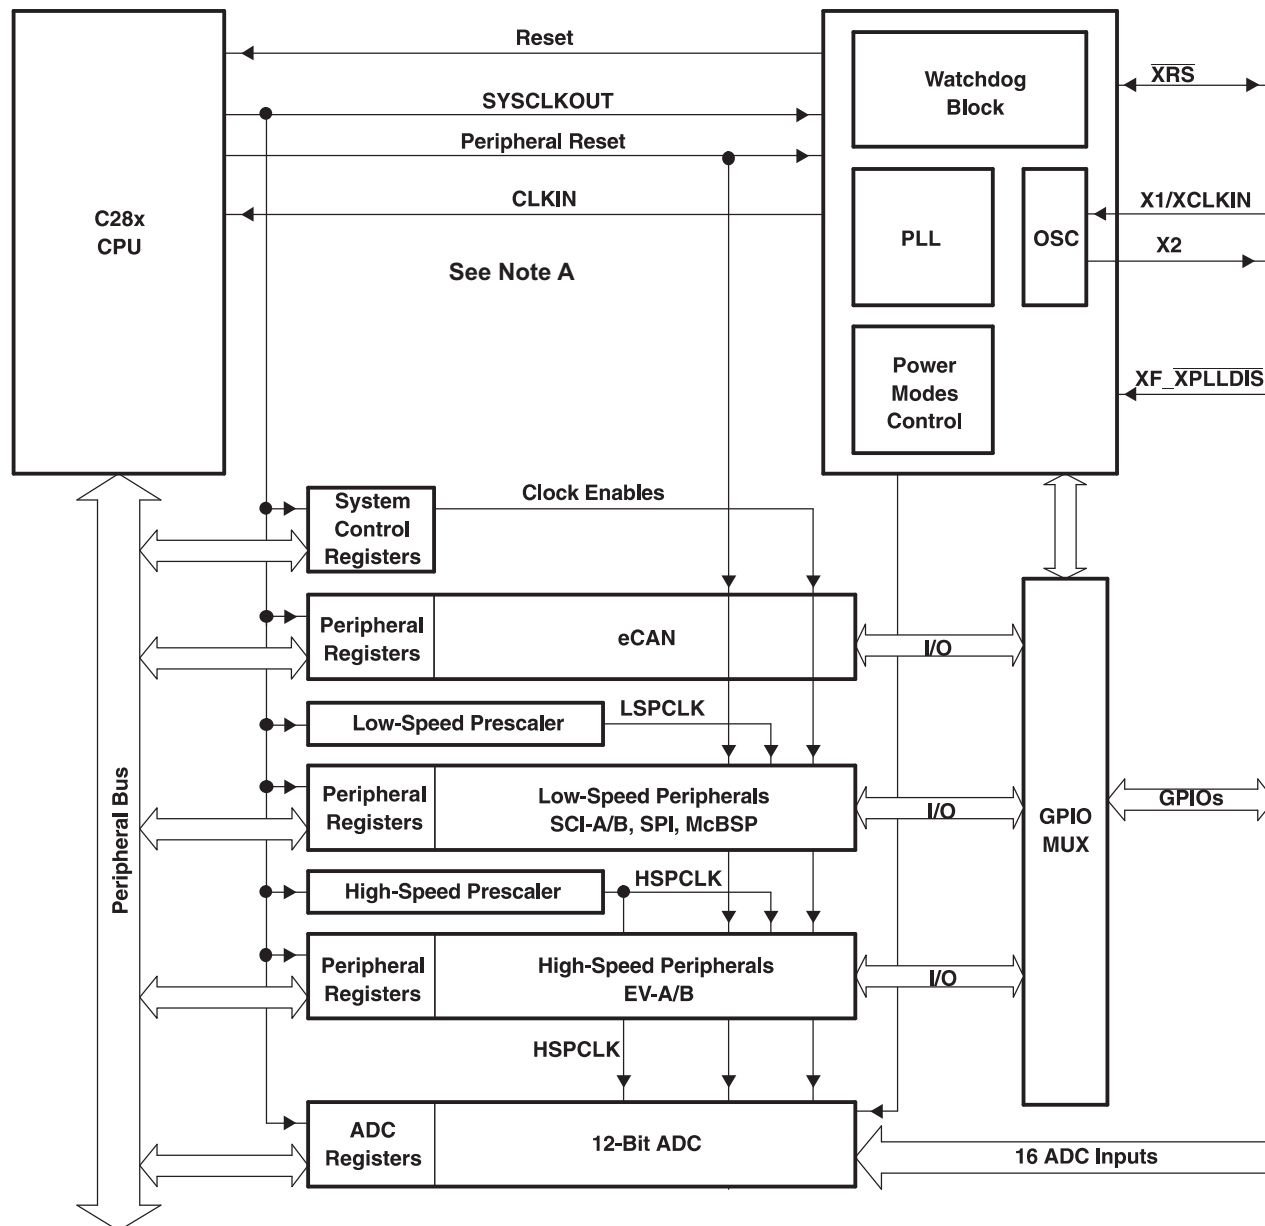 Reset
Watchdog
Block
XRS
SYSCLKOUT
Peripheral Reset
C28x
CPU
CLKIN
PLL
OSC
X1/XCLKIN
X2
See Note A
Power
Modes
Control
XF_XPLLDIS
System
Control
Registers
Clock Enables
Peripheral
Registers
eCAN
I/O
Low-Speed Prescaler
LSPCLK
Peripheral Bus
Peripheral
Registers
Low-Speed Peripherals
SCI-A/B, SPI, McBSP
I/O
GPIO
MUX
GPIOs
High-Speed Prescaler
HSPCLK
Peripheral
Registers
High-Speed Peripherals
EV-A/B
I/O
HSPCLK
ADC
Registers
12-Bit ADC
16 ADC Inputs